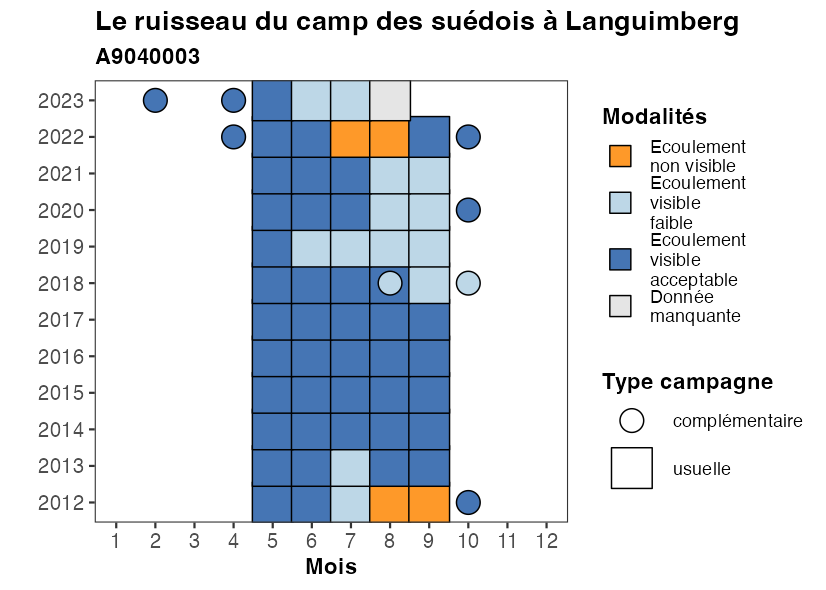 Le ruisseau du camp des suédois à Languimberg
A9040003
2023
2022
2021
2020
2019
2018
2017
2016
2015
2014
2013
2012
1 2 3 4 5 6 7 8 9 10 11 12
Mois
Modalités
Ecoulement
non visible
Ecoulement
visible
faible
Ecoulement
visible
acceptable
Donnée
manquante
Type campagne
complémentaire
usuelle